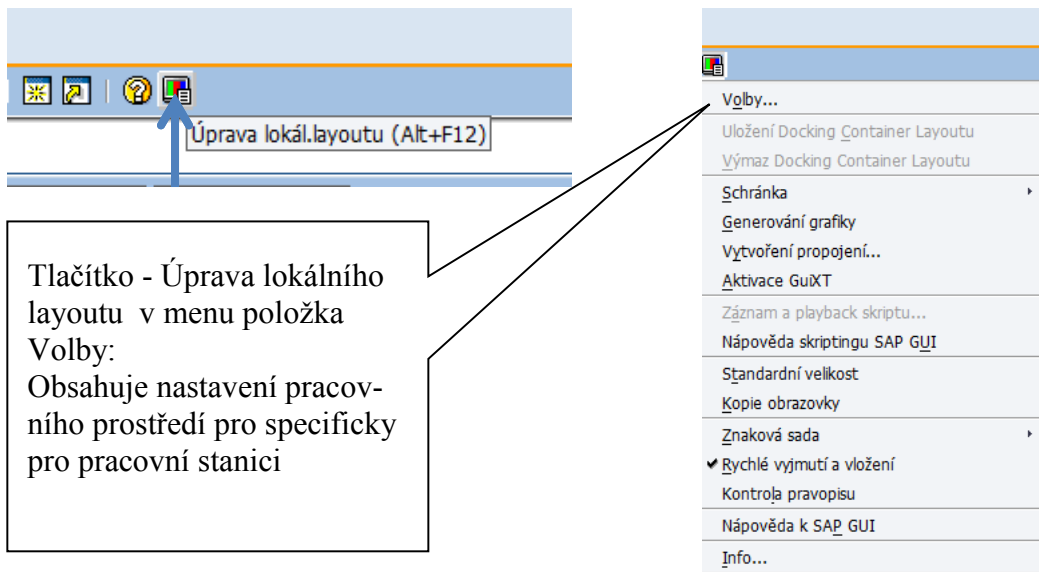 Úprava lokál.layoutu (Alt+F12)
Tlačítko - Úprava lokálního
layoutu v menu položka
Volby:
Obsahuje nastavení pracov-
ního prostředí pro specificky
pro pracovní stanici
Volby...
Uložení Docking Container Layoutu
Výmaz Docking Container Layoutu
Schránka
Generování grafiky
Vytvoření propojení...
Aktivace GuiXT
Záznam a playback skriptu...
Nápověda skriptingu SAP GUI
Standardní velikost
Kopie obrazovky
Znaková sada
Rychlé vyjmutí a vložení
Kontrola pravopisu
Nápověda k SAP GUI
Info...